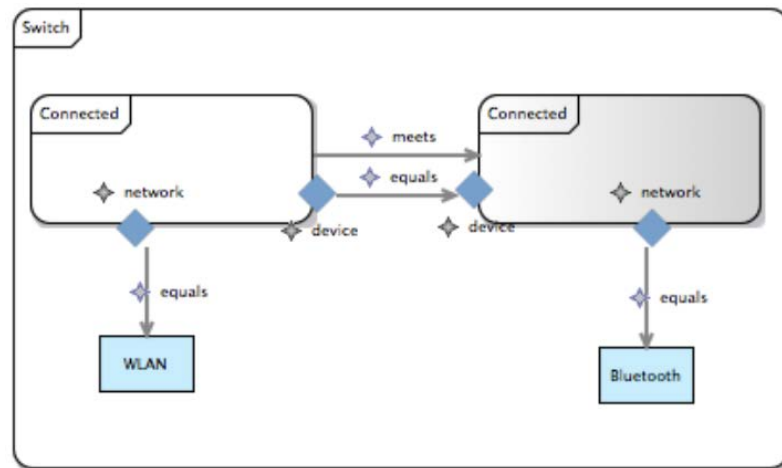 Switch
Connected
Connected
meets
equals
network
network
device
device
equals
equals
WLAN
Bluetooth